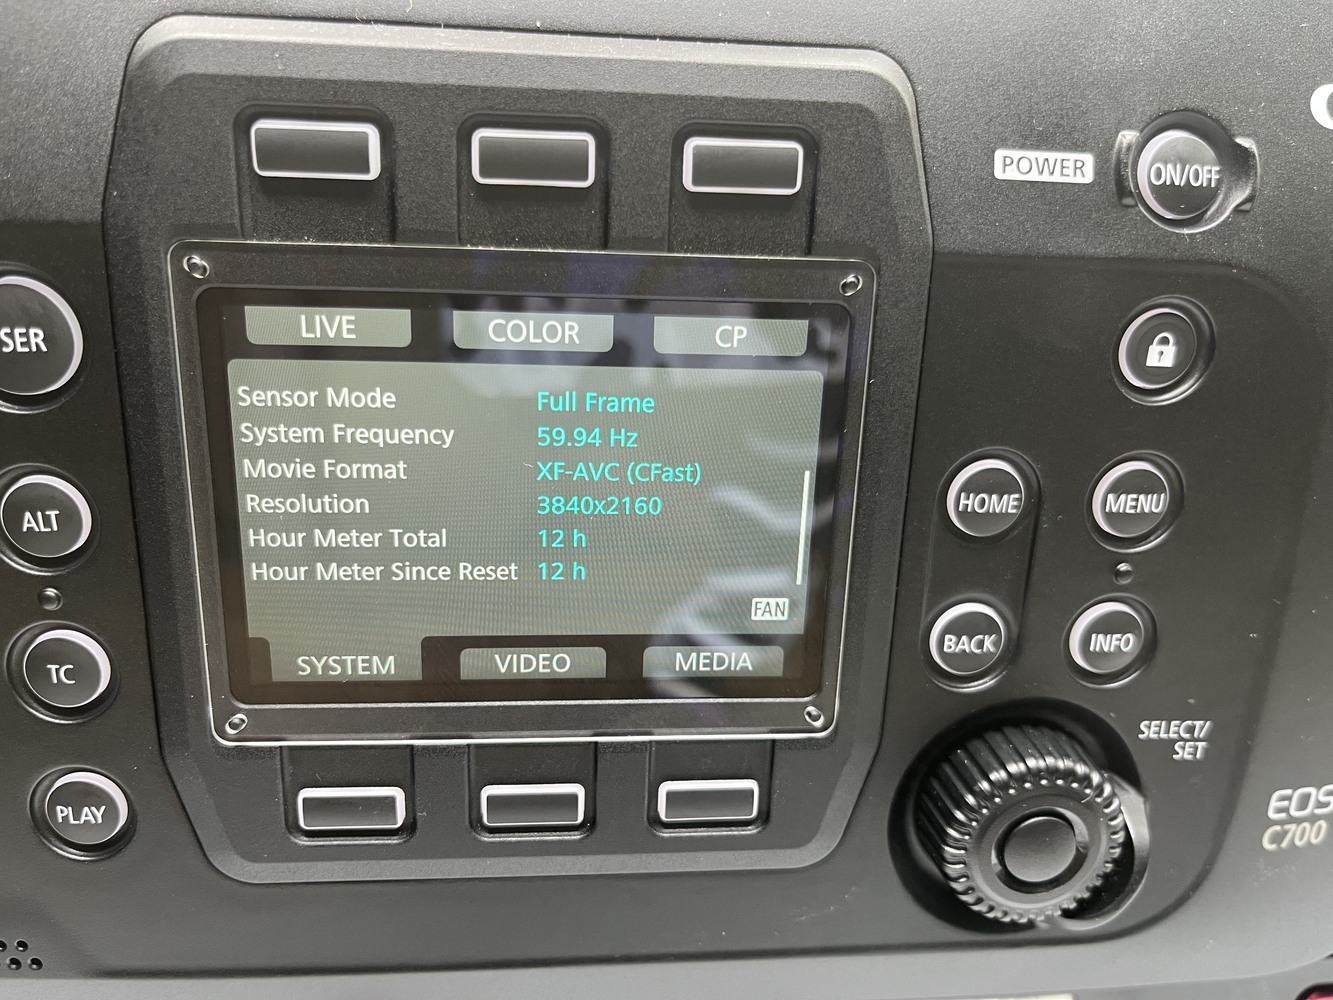 POWER
ON/OFF
LIVE COLOR CP
Sensor Mode Full Frame
System Frequency 59.94 Hz
Movie Format XF-AVC (CFast)
Resolution 3840x2160
Hour Meter Total 12 h
Hour Meter Since Reset 12 h
FAN
SYSTEM VIDEO MEDIA
SER
ALT
TC
PLAY
HOME MENU
BACK INFO
SELECT/
SET
EOS
C700